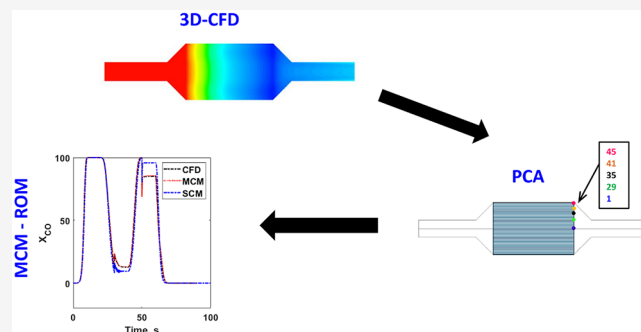 3D-CFD
PCA
45
41
35
29
1
MCM - ROM
X_CO
100
50
0
CFD
MCM
SCM
0
50
100
Time, s